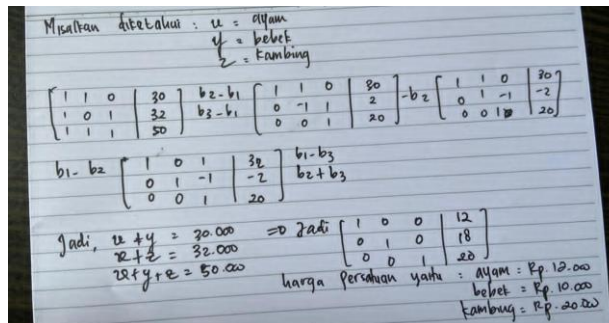 Misalkan diketahui : x = ayam
y = bebek
z = kambing
[ 1 1 0 | 30 ] b2-b1 [ 1 1 0 | 30 ] -b2 [ 1 1 0 | 30 ]
[ 1 0 1 | 32 ] b3-b1 [ 0 -1 1 | 2 ] [ 0 1 -1 | -2 ]
[ 1 1 1 | 50 ] [ 0 0 1 | 20 ] [ 0 0 1 | 20 ]
b1-b2 [ 1 0 1 | 32 ] b1-b3
[ 0 1 -1 | -2 ] b2+b3
[ 0 0 1 | 20 ]
Jadi, x+y = 30.000 => Jadi [ 1 0 0 | 12 ]
x+z = 32.000 [ 0 1 0 | 18 ]
x+y+z = 50.000 [ 0 0 1 | 20 ]
harga persatuan yaitu : ayam = Rp. 12.000
bebek = Rp. 10.000
kambing = Rp. 20.000